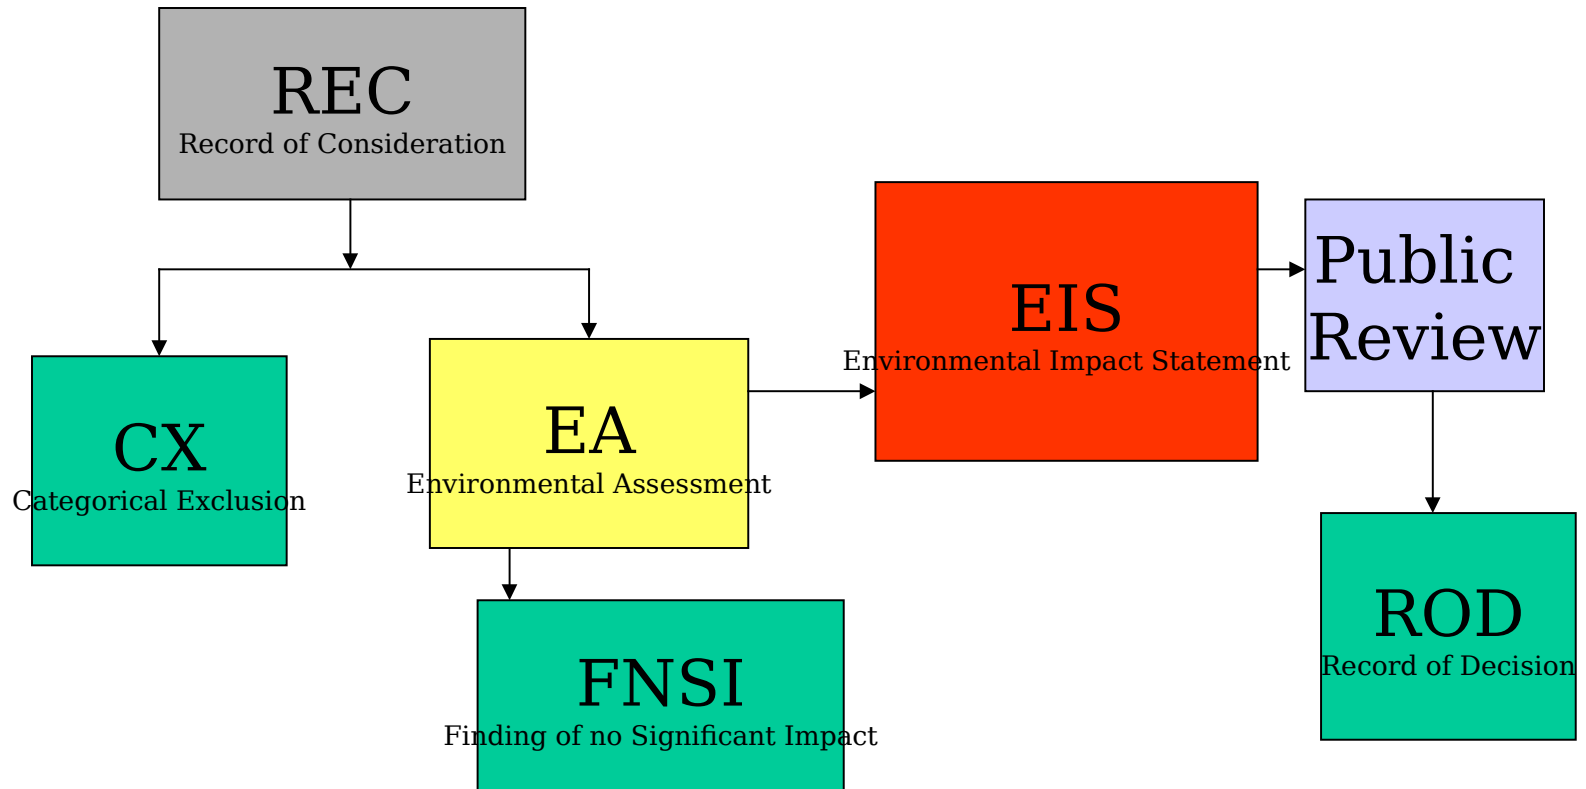 REC
Record of Consideration
CX
Categorical Exclusion
EA
Environmental Assessment
FNSI
Finding of no Significant Impact
EIS
Environmental Impact Statement
Public
Review
ROD
Record of Decision